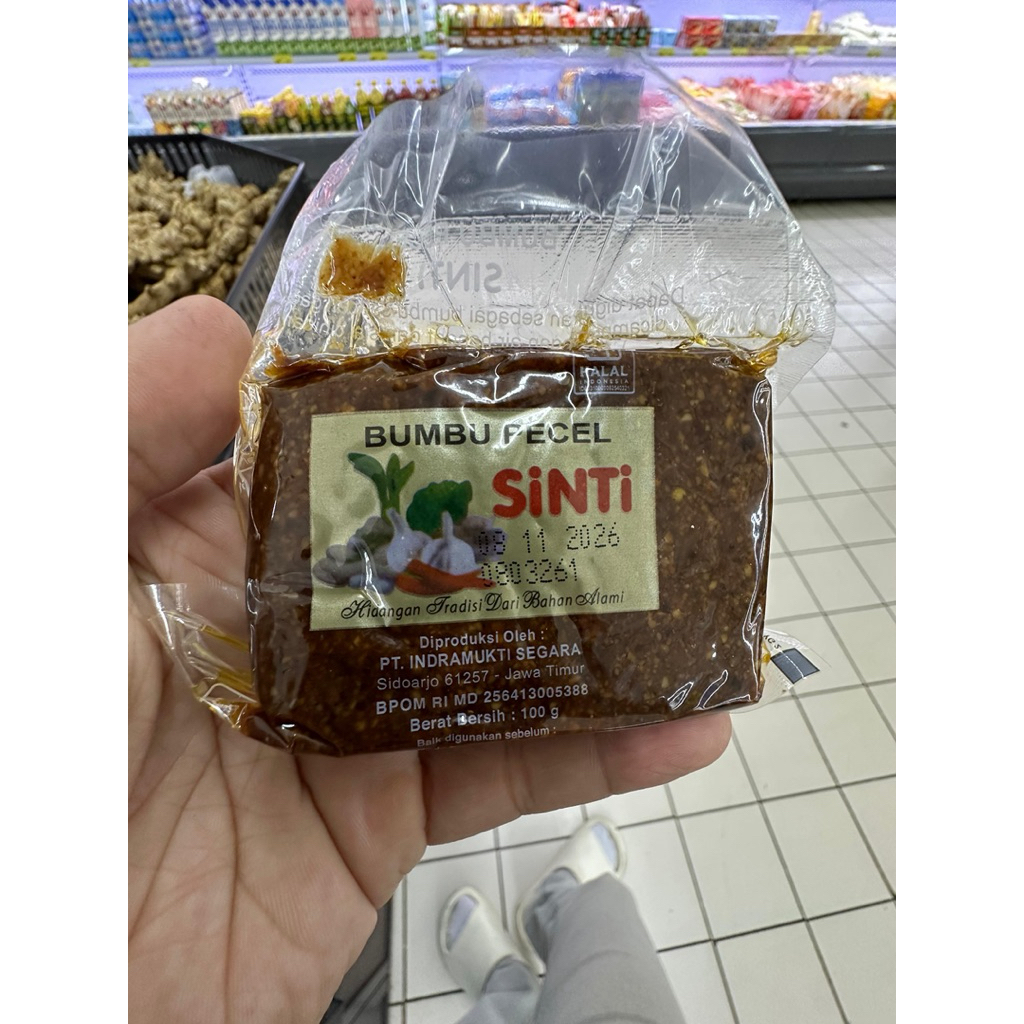 SiNTi
HALAL
INDONESIA
BUMBU PECEL
SiNTi
08 11 2026
0803261
Hidangan Tradisi Dari Bahan Alami
Diproduksi Oleh :
PT. INDRAMUKTI SEGARA
Sidoarjo 61257 - Jawa Timur
BPOM RI MD 256413005388
Berat Bersih : 100 g
Baik digunakan sebelum :